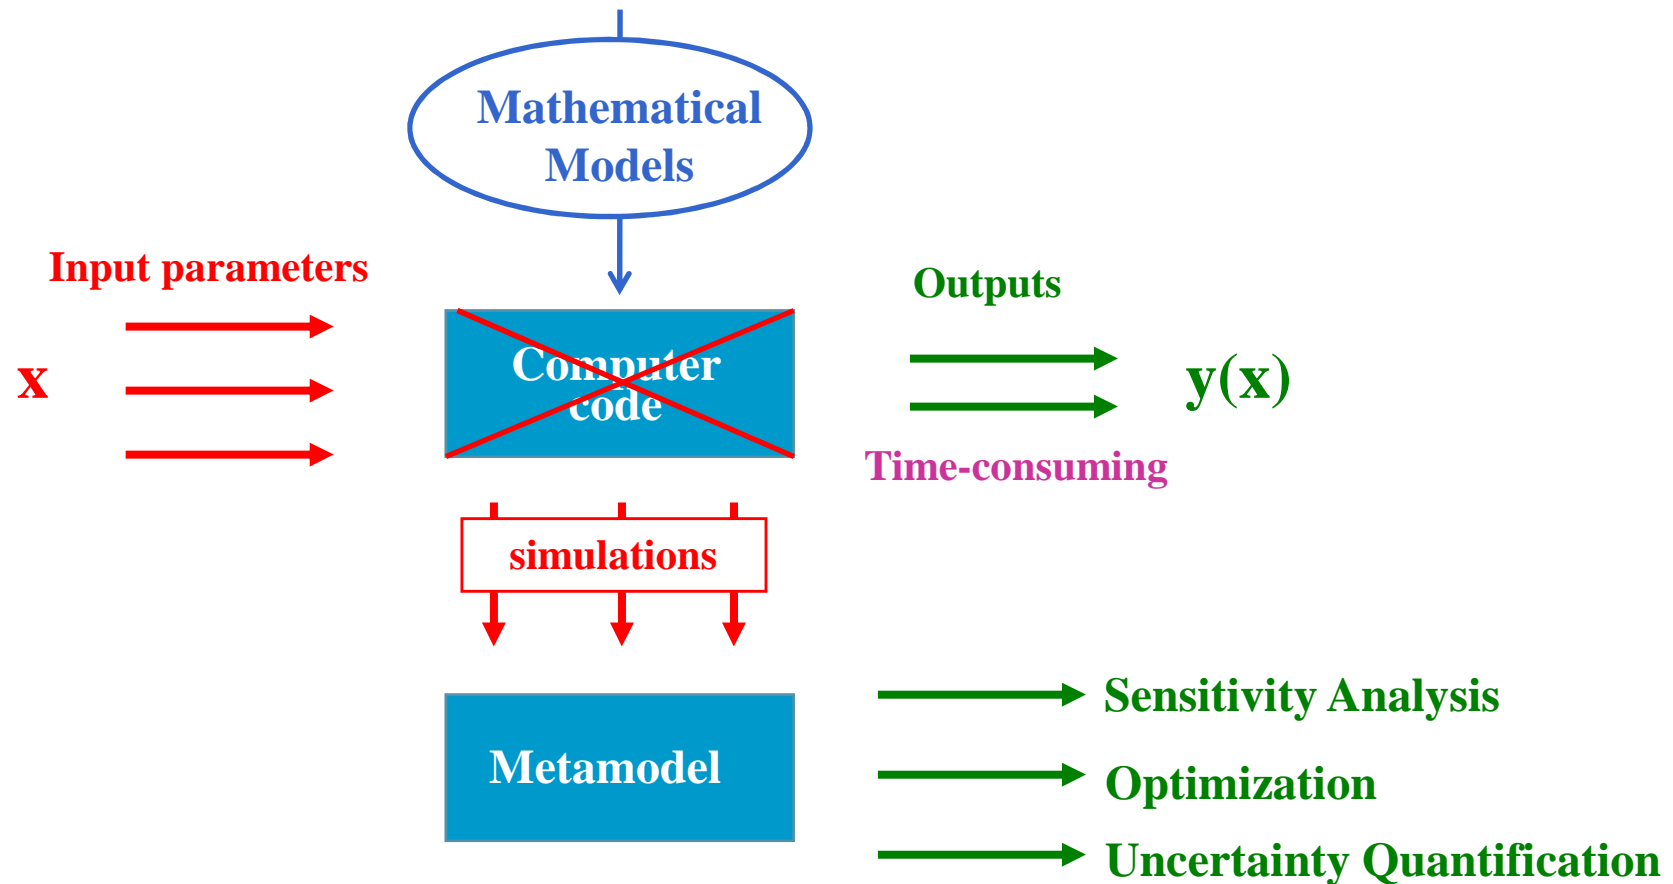 Mathematical
Models
Input parameters
Outputs
x
Computer
code
y(x)
Time-consuming
simulations
Sensitivity Analysis
Metamodel
Optimization
Uncertainty Quantification